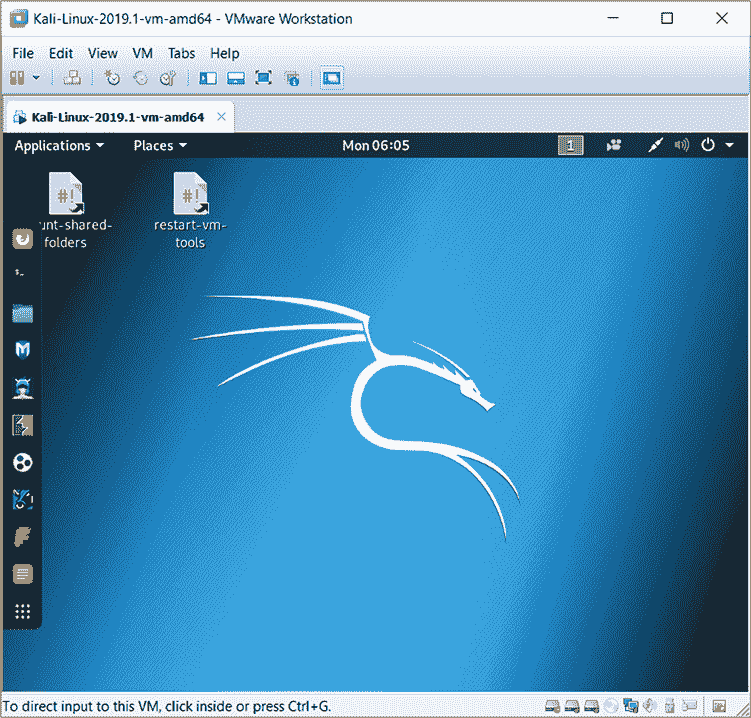 Kali-Linux-2019.1-vm-amd64 - VMware Workstation
File Edit View VM Tabs Help
Kali-Linux-2019.1-vm-amd64
Applications Places Mon 06:05 1
#! #!
unt-shared-
folders
restart-vm-
tools
To direct input to this VM, click inside or press Ctrl+G.